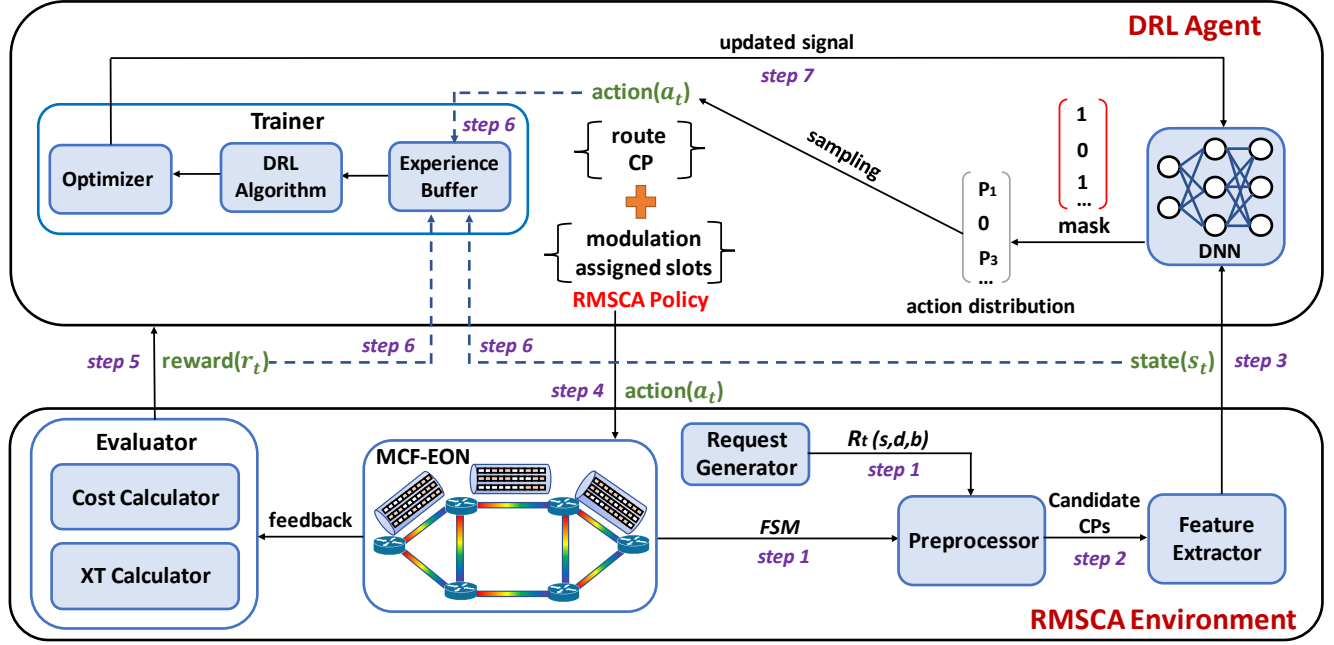 DRL Agent
updated signal
step 7
action(a_t)
step 6
Trainer
Optimizer
DRL
Algorithm
Experience
Buffer
route
CP
modulation
assigned slots
RMSCA Policy
sampling
P1
0
P3
...
action distribution
1
0
1
...
mask
DNN
step 5
reward(r_t)
step 6
step 6
state(s_t)
step 3
step 4
action(a_t)
Evaluator
Cost Calculator
XT Calculator
feedback
MCF-EON
Request
Generator
Rt (s,d,b)
step 1
FSM
step 1
Preprocessor
Candidate
CPs
step 2
Feature
Extractor
RMSCA Environment